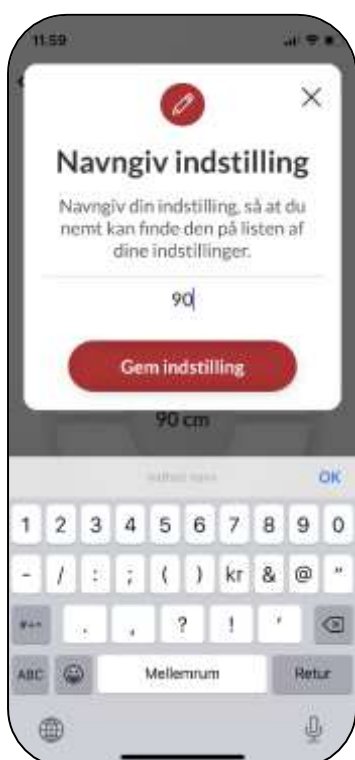 11:59
Navngiv indstilling
Navngiv din indstilling, så at du
nemt kan finde den på listen af
dine indstillinger.
90
Gem indstilling
90 cm
OK
1 2 3 4 5 6 7 8 9 0
- / : ; ( ) kr & @ "
#+= . , ? ! '
ABC Mellemrum Retur